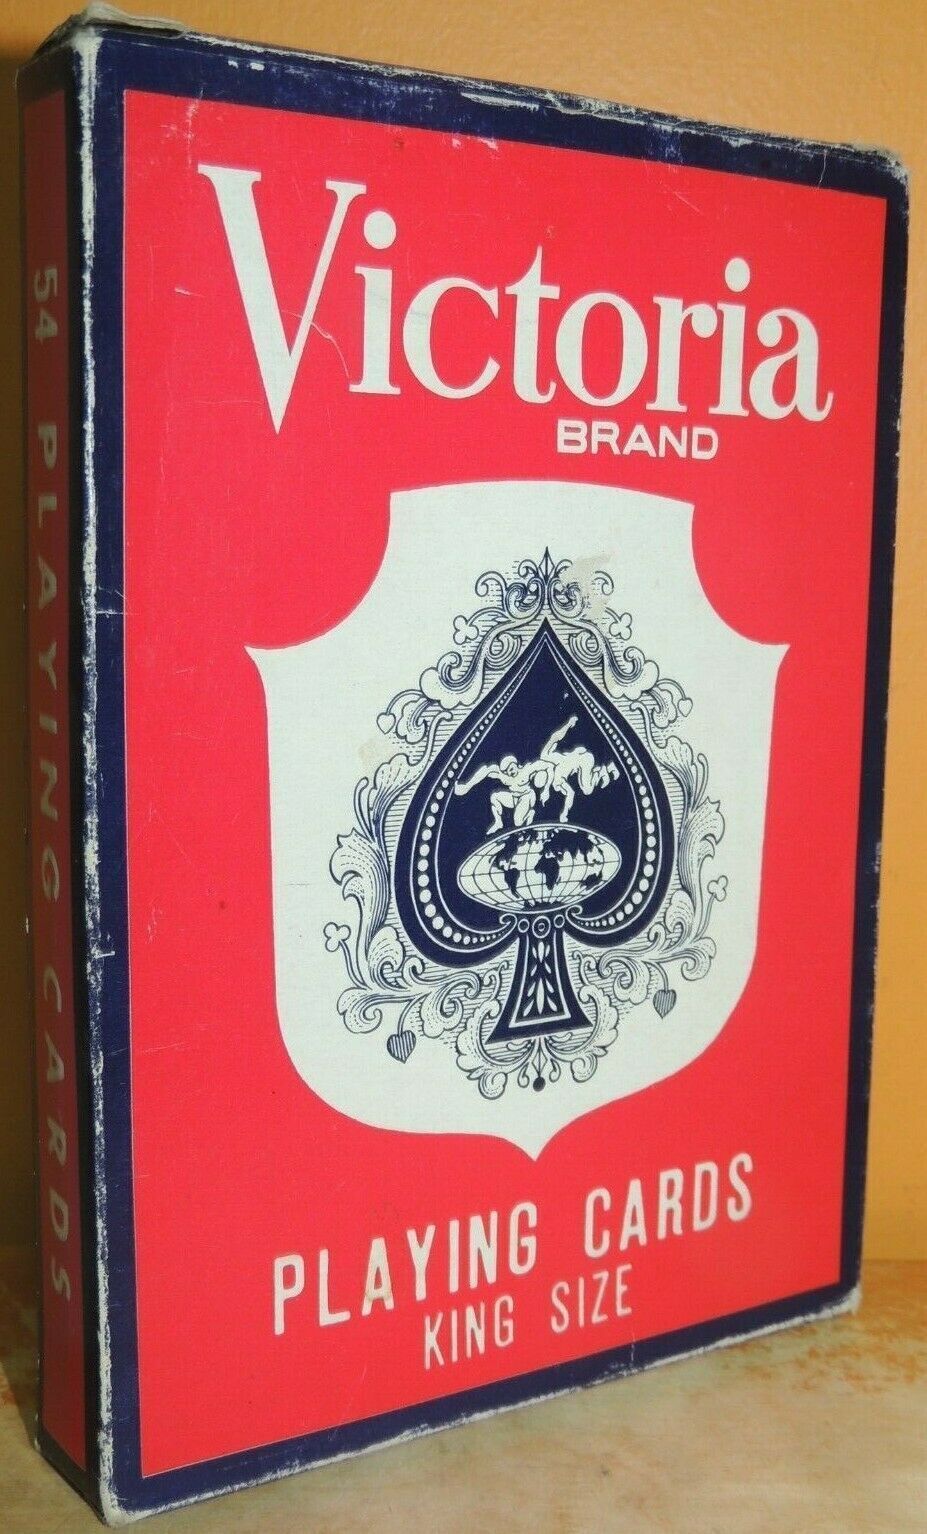 Victoria
BRAND
PLAYING CARDS
KING SIZE
54 PLAYING CARDS